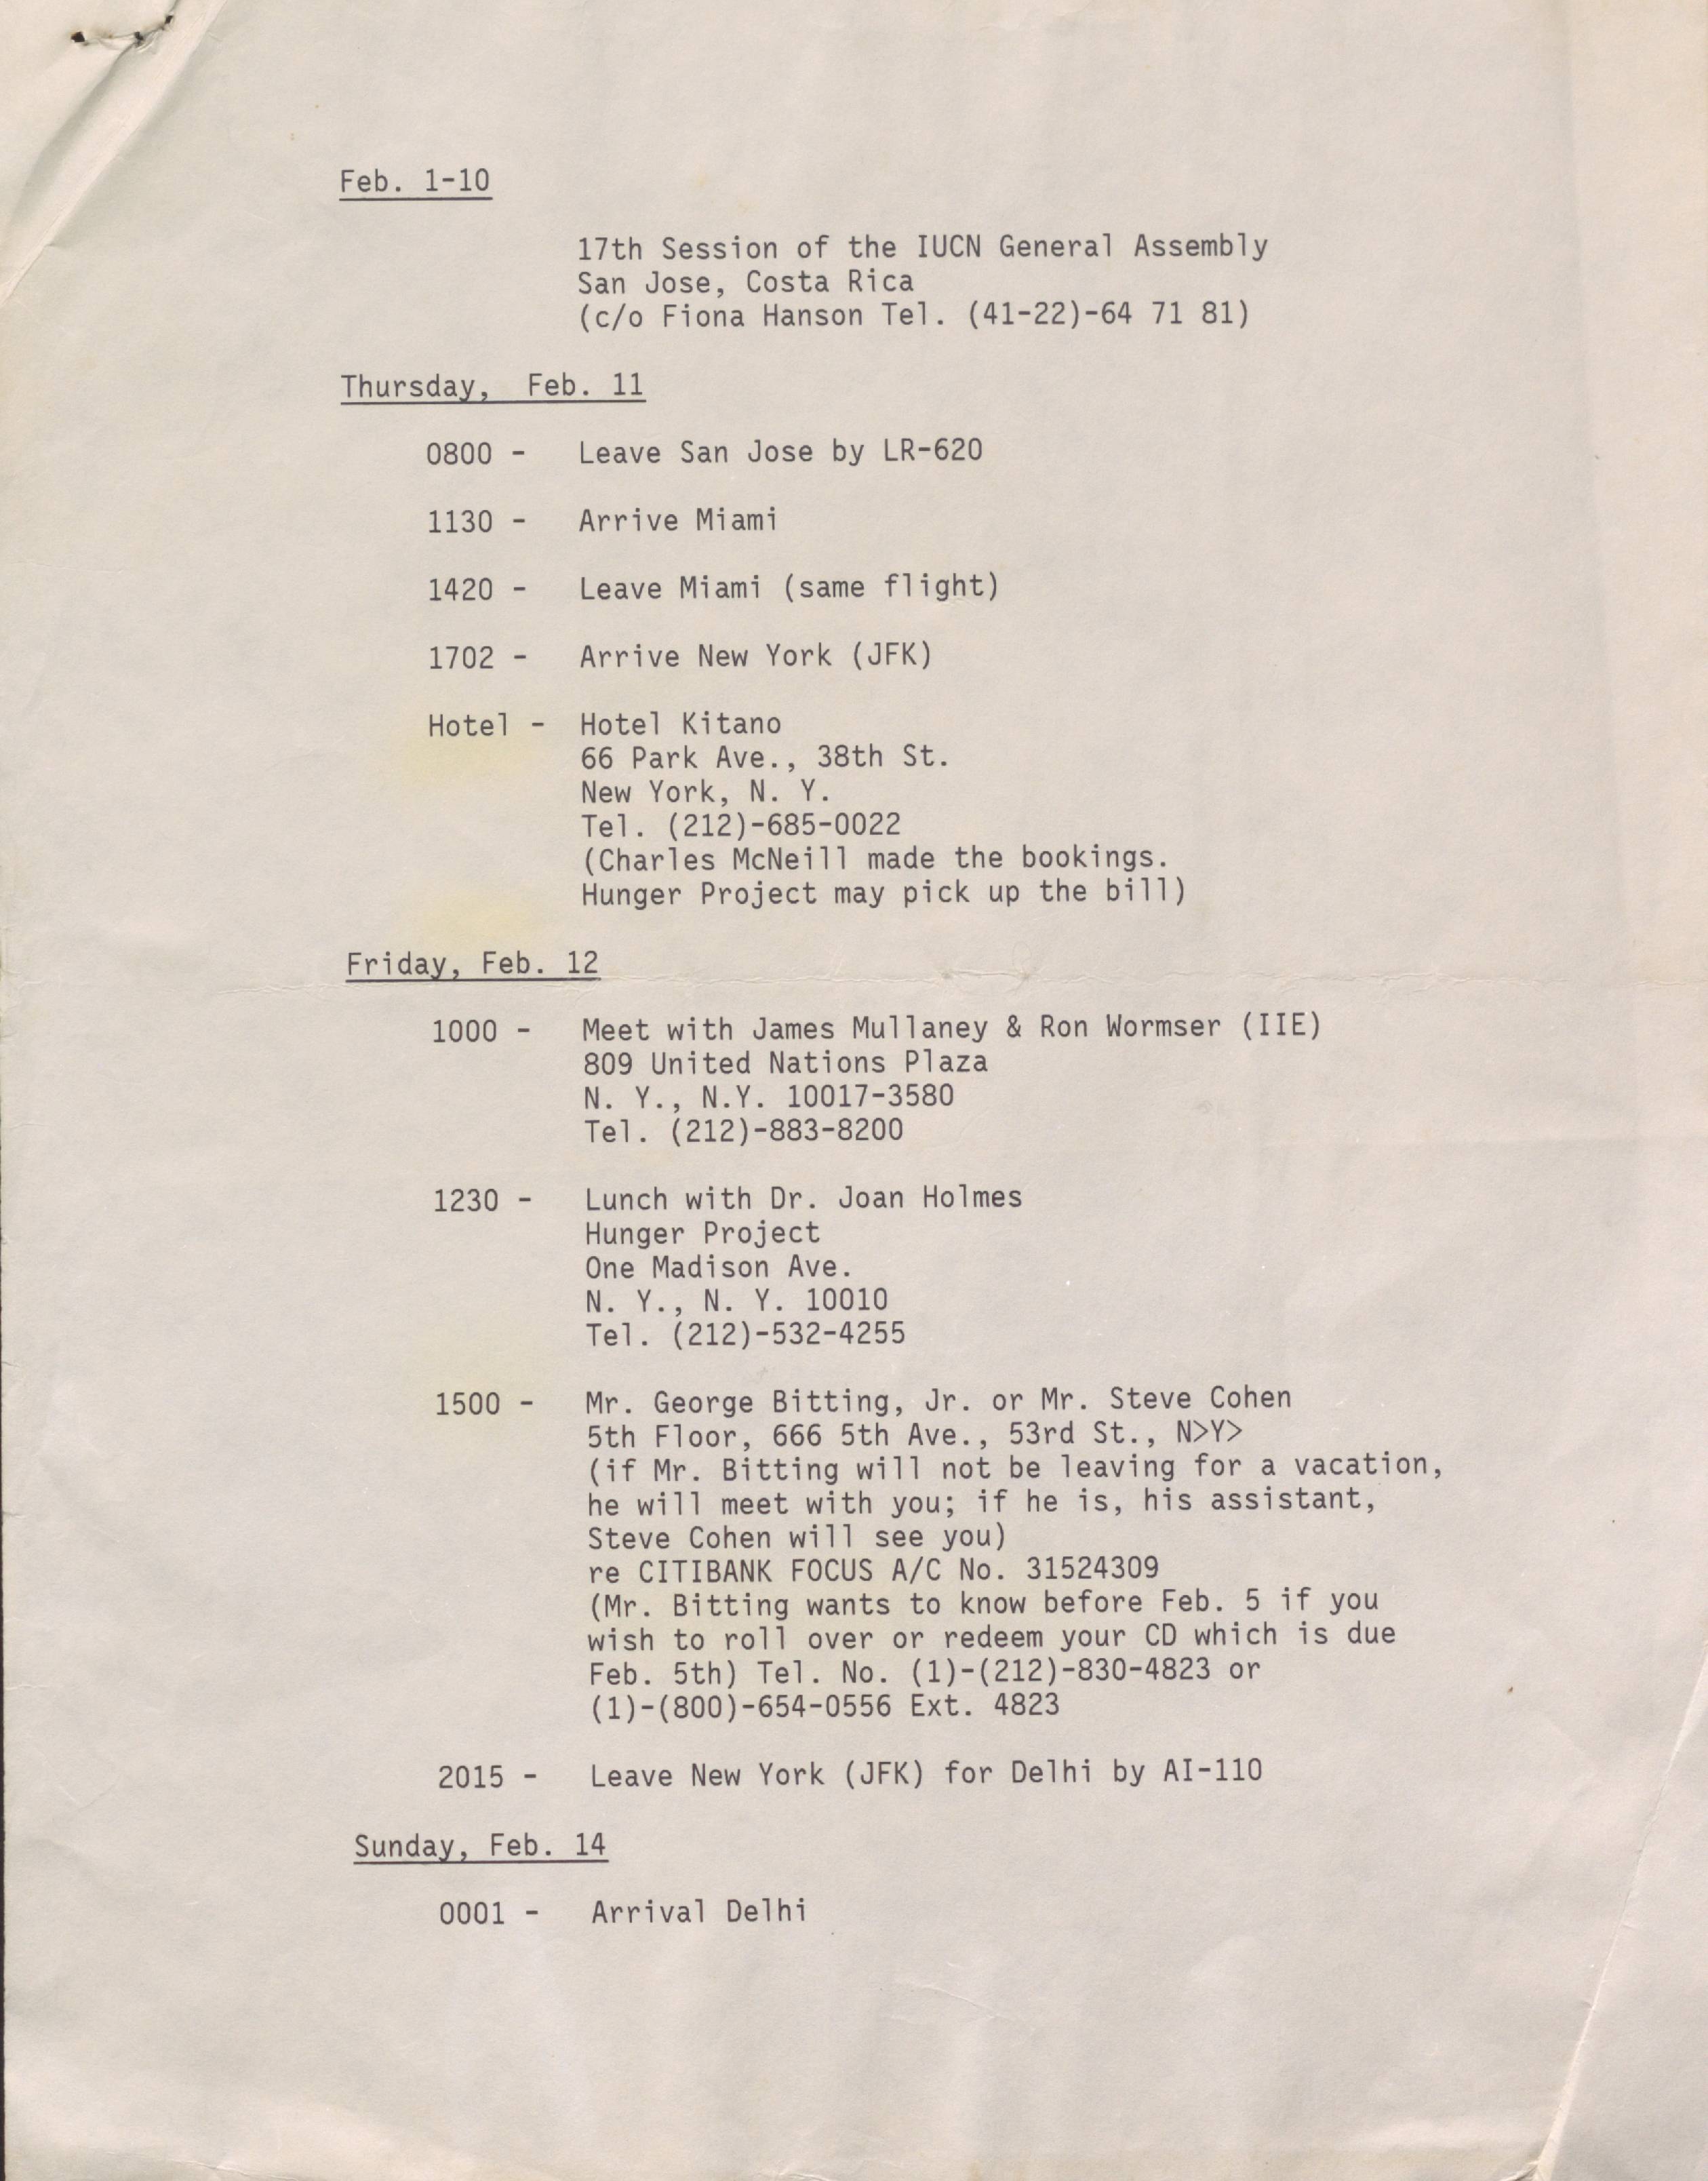 Feb. 1-10
17th Session of the IUCN General Assembly
San Jose, Costa Rica
(c/o Fiona Hanson Tel. (41-22)-64 71 81)
Thursday, Feb. 11
0800 - Leave San Jose by LR-620
1130 - Arrive Miami
1420 - Leave Miami (same flight)
1702 - Arrive New York (JFK)
Hotel - Hotel Kitano
66 Park Ave., 38th St.
New York, N. Y.
Tel. (212)-685-0022
(Charles McNeill made the bookings.
Hunger Project may pick up the bill)
Friday, Feb. 12
1000 - Meet with James Mullaney & Ron Wormser (IIE)
809 United Nations Plaza
N. Y., N.Y. 10017-3580
Tel. (212)-883-8200
1230 - Lunch with Dr. Joan Holmes
Hunger Project
One Madison Ave.
N. Y., N. Y. 10010
Tel. (212)-532-4255
1500 - Mr. George Bitting, Jr. or Mr. Steve Cohen
5th Floor, 666 5th Ave., 53rd St., N>Y>
(if Mr. Bitting will not be leaving for a vacation,
he will meet with you; if he is, his assistant,
Steve Cohen will see you)
re CITIBANK FOCUS A/C No. 31524309
(Mr. Bitting wants to know before Feb. 5 if you
wish to roll over or redeem your CD which is due
Feb. 5th) Tel. No. (1)-(212)-830-4823 or
(1)-(800)-654-0556 Ext. 4823
2015 - Leave New York (JFK) for Delhi by AI-110
Sunday, Feb. 14
0001 - Arrival Delhi